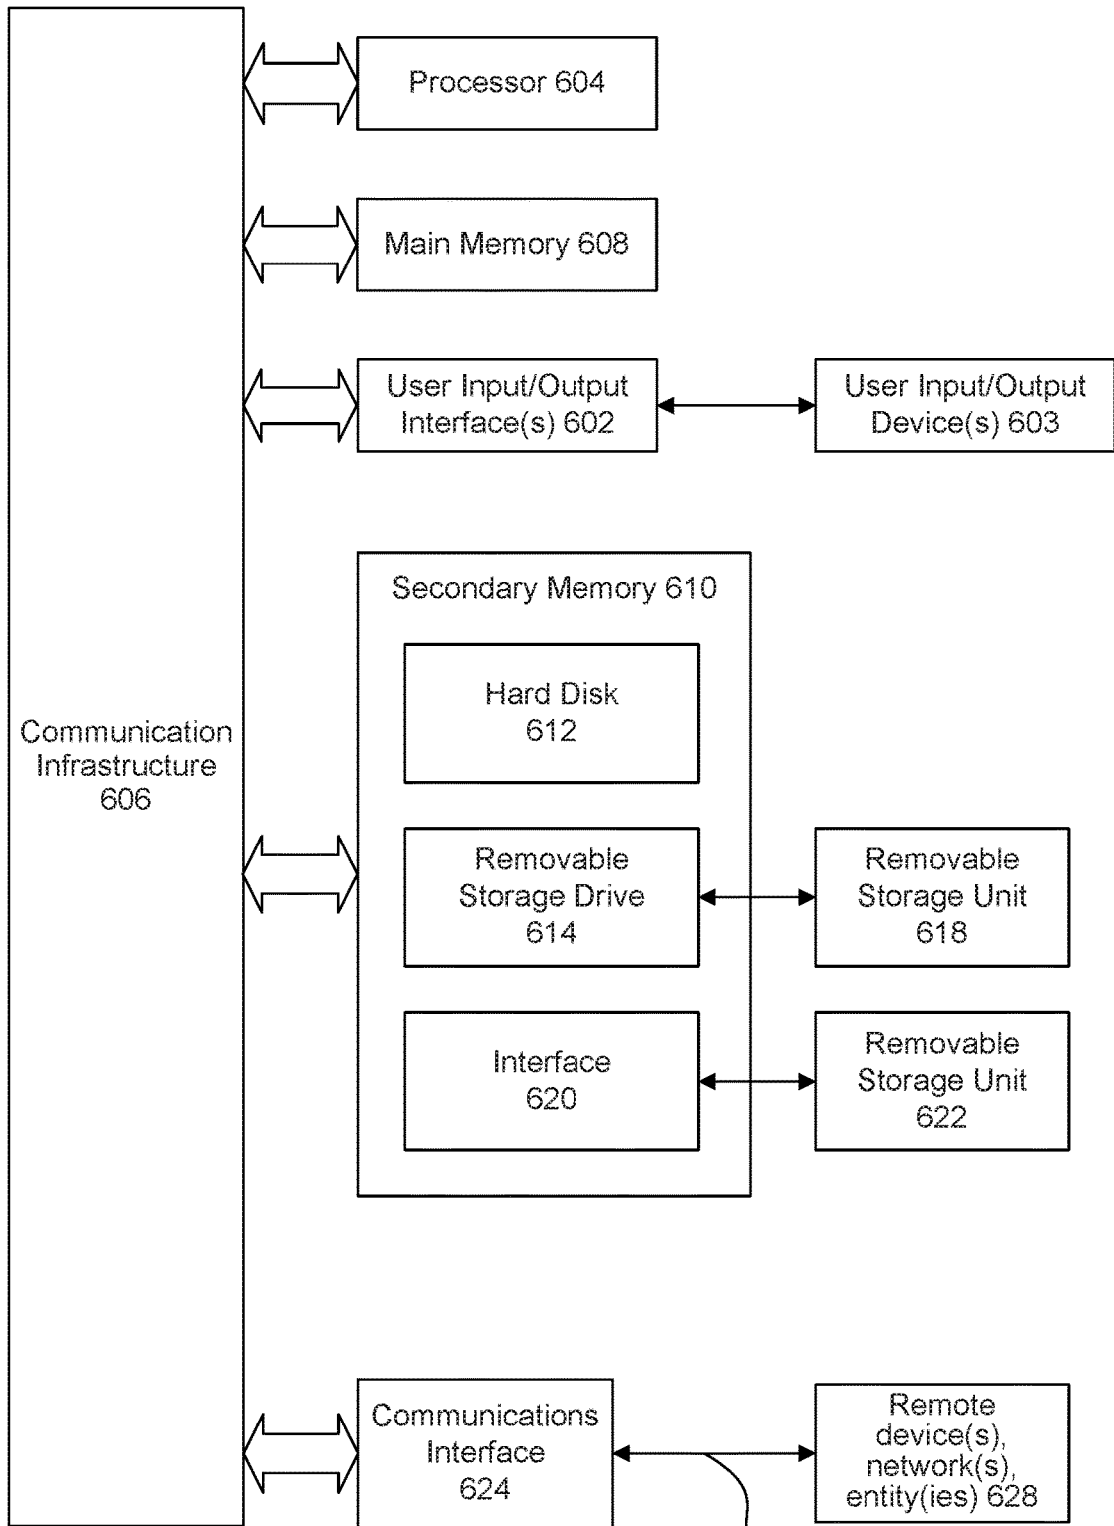 Processor 604
Main Memory 608
User Input/Output
Interface(s) 602
User Input/Output
Device(s) 603
Secondary Memory 610
Hard Disk
612
Communication
Infrastructure
606
Removable
Storage Drive
614
Removable
Storage Unit
618
Interface
620
Removable
Storage Unit
622
Communications
Interface
624
Remote
device(s),
network(s),
entity(ies) 628